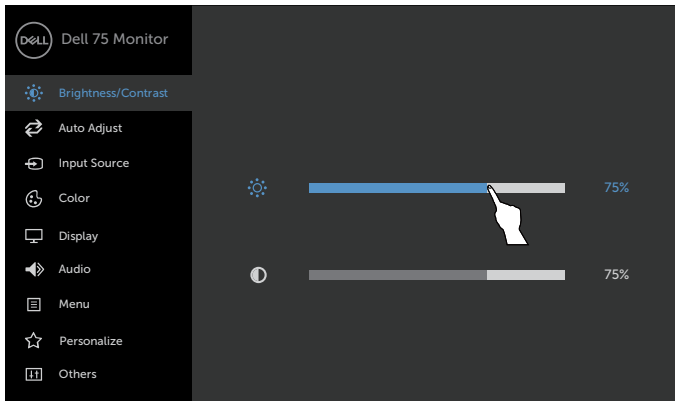 DELL Dell 75 Monitor
Brightness/Contrast
Auto Adjust
Input Source
Color
Display
Audio
Menu
Personalize
Others
75%
75%